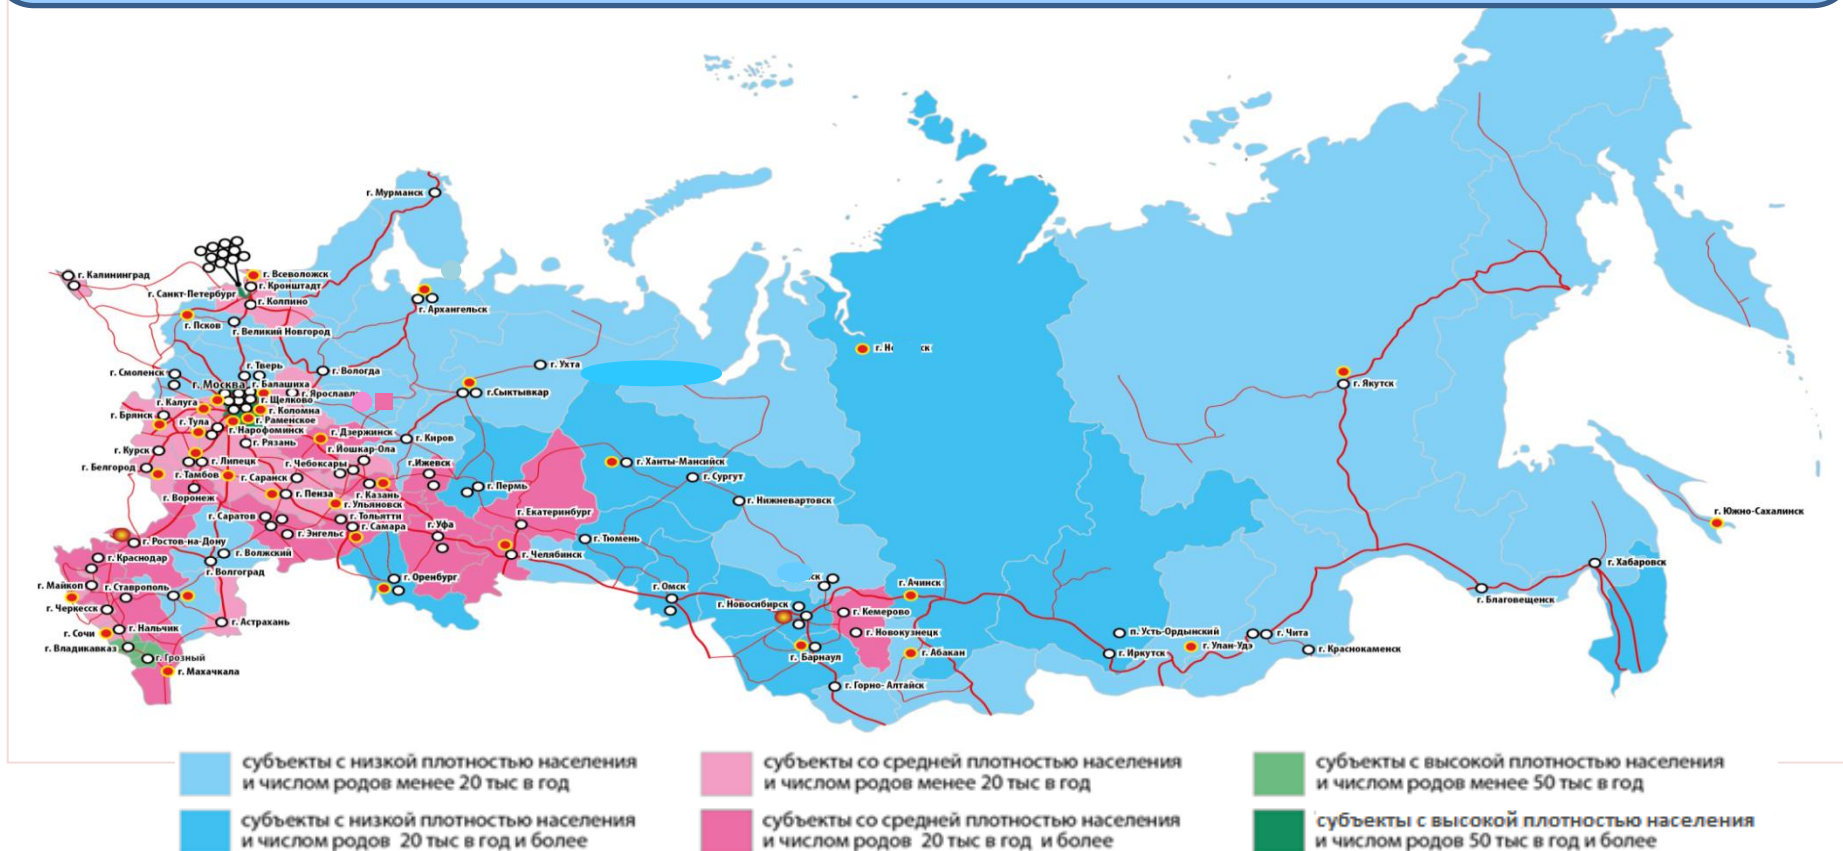 г. Мурманск
г. Калининград
г. Всеволожск
г. Кронштадт
г. Санкт-Петербург
г. Колпино
г. Псков
г. Великий Новгород
г. Архангельск
г. Смоленск
г. Тверь
г. Вологда
г. Ухта
г. Москва
г. Балашиха
г. Ярославль
г. Щелково
г. Сыктывкар
г. Калуга
г. Коломна
г. Брянск
г. Тула
г. Раменское
г. Нарофоминск
г. Дзержинск
г. Киров
г. Рязань
г. Курск
г. Йошкар-Ола
г. Белгород
г. Липецк
г. Чебоксары
г. Ижевск
г. Тамбов
г. Саранск
г. Пермь
г. Воронеж
г. Пенза
г. Казань
г. Ульяновск
г. Саратов
г. Тольятти
г. Самара
г. Уфа
г. Екатеринбург
г. Энгельс
г. Ростов-на-Дону
г. Волжский
г. Челябинск
г. Тюмень
г. Краснодар
г. Волгоград
г. Оренбург
г. Майкоп
г. Ставрополь
г. Черкесск
г. Астрахань
г. Сочи
г. Нальчик
г. Владикавказ
г. Грозный
г. Махачкала
г. Ханты-Мансийск
г. Сургут
г. Нижневартовск
г. Омск
ск
г. Новосибирск
г. Ачинск
г. Кемерово
г. Новокузнецк
г. Барнаул
г. Абакан
г. Горно- Алтайск
г. Н
ск
г. Якутск
п. Усть-Ордынский
г. Иркутск
г. Улан-Удэ
г. Чита
г. Краснокаменск
г. Благовещенск
г. Хабаровск
г. Южно-Сахалинск
субъекты с низкой плотностью населения
и числом родов менее 20 тыс в год
субъекты с низкой плотностью населения
и числом родов 20 тыс в год и более
субъекты со средней плотностью населения
и числом родов менее 20 тыс в год
субъекты со средней плотностью населения
и числом родов 20 тыс в год и более
субъекты с высокой плотностью населения
и числом родов менее 50 тыс в год
субъекты с высокой плотностью населения
и числом родов 50 тыс в год и более